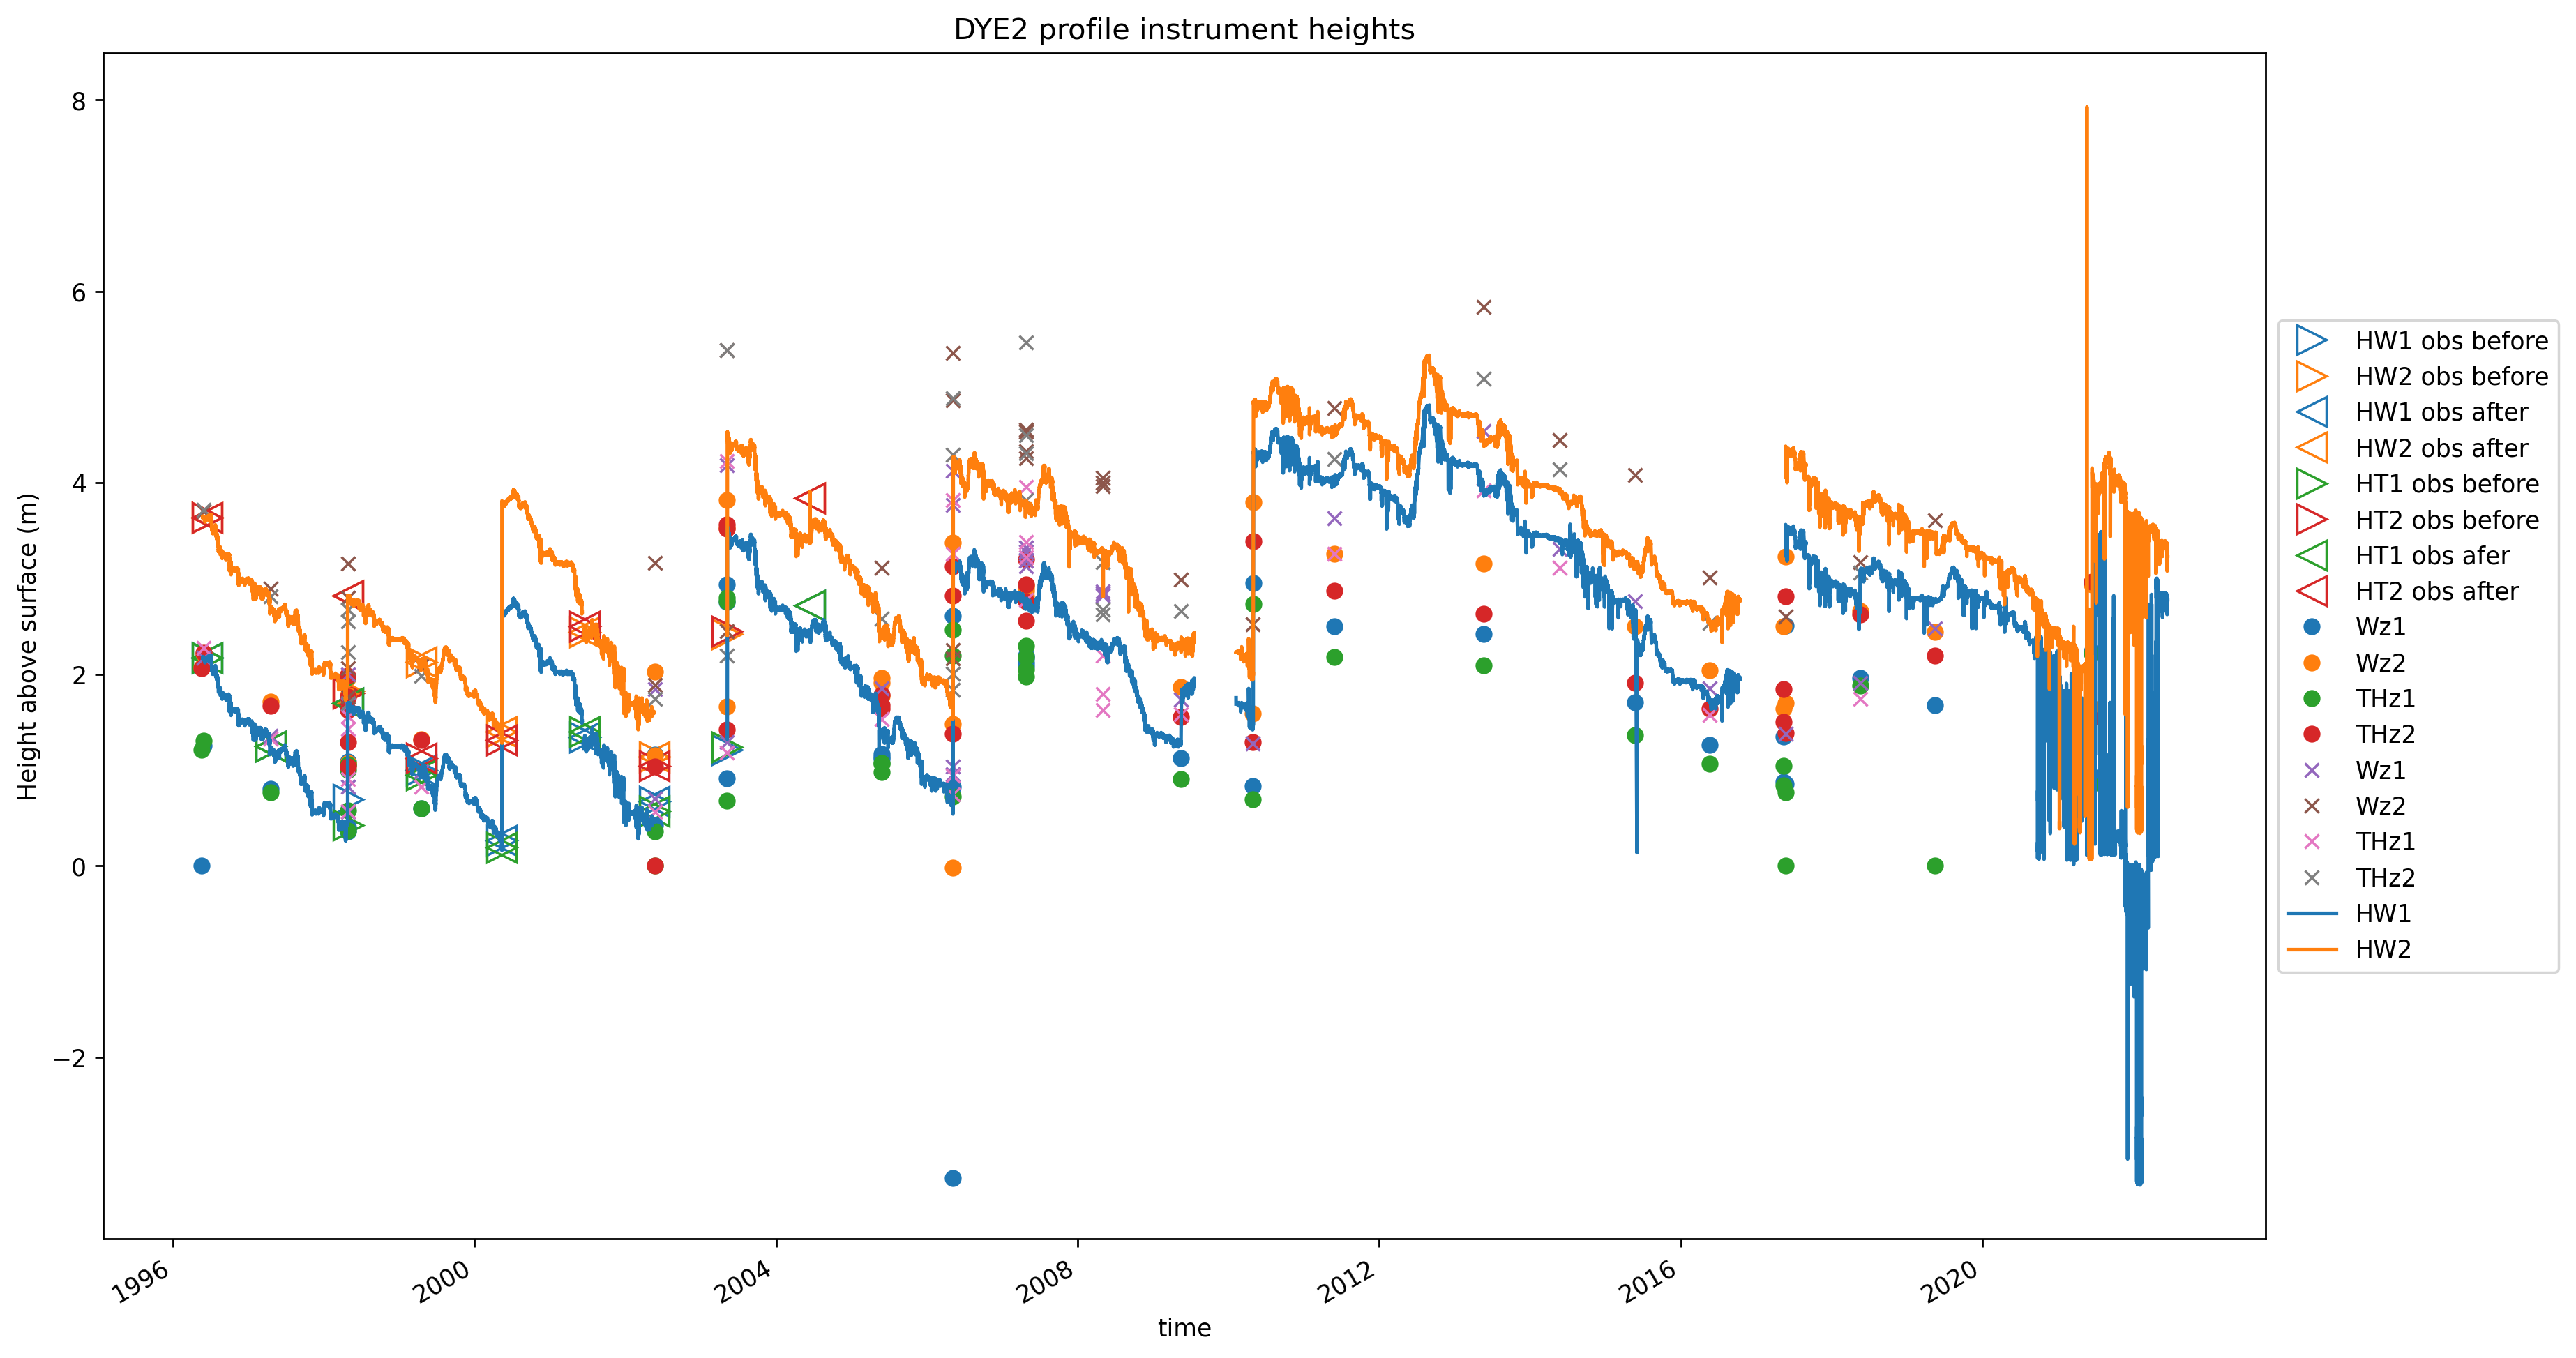 DYE2 profile instrument heights
8
6
4
2
0
−2
Height above surface (m)
1996
2000
2004
2008
2012
2016
2020
time
HW1 obs before
HW2 obs before
HW1 obs after
HW2 obs after
HT1 obs before
HT2 obs before
HT1 obs afer
HT2 obs after
Wz1
Wz2
THz1
THz2
Wz1
Wz2
THz1
THz2
HW1
HW2